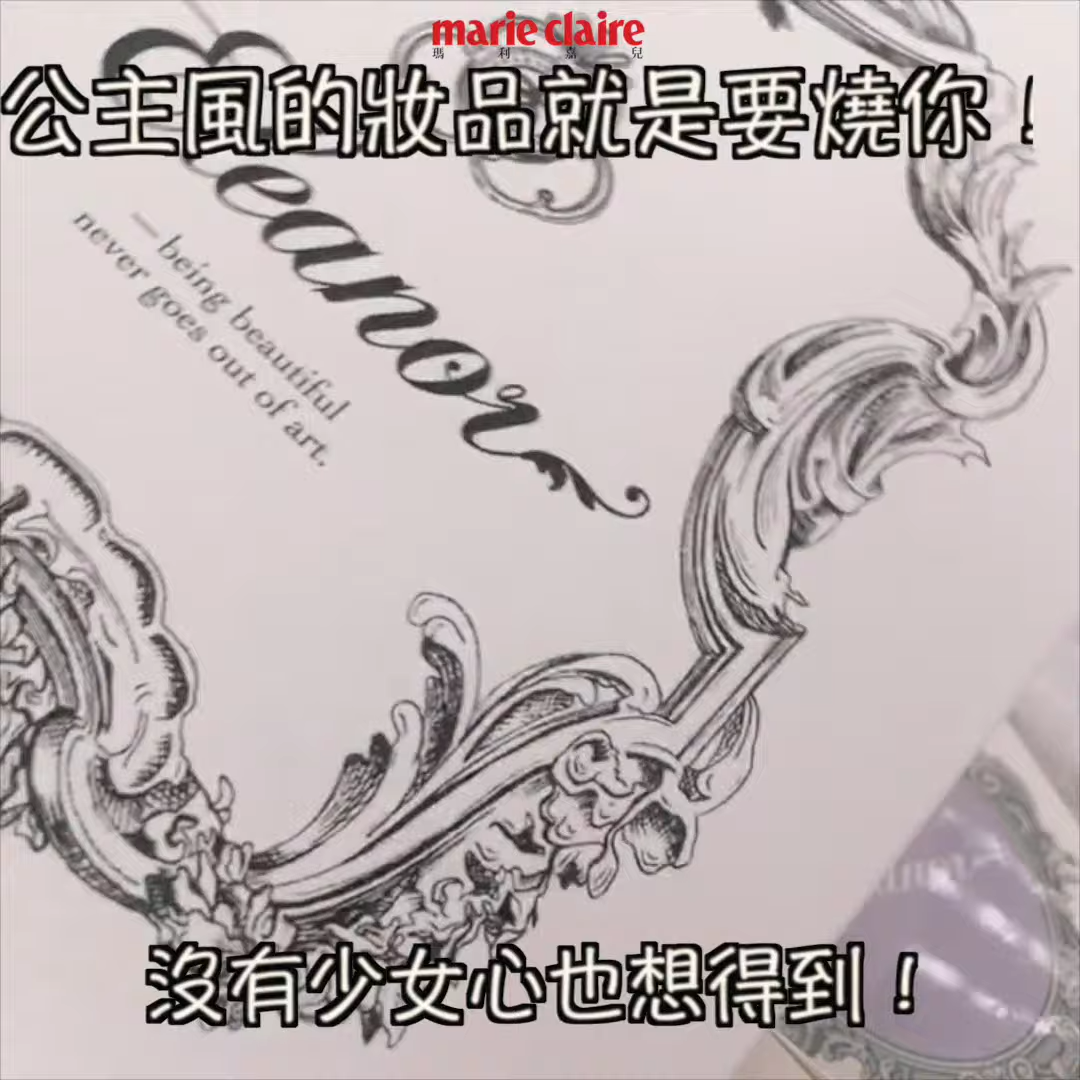 marie claire
瑪利嘉兒
公主風的妝品就是要燒你！
Eleanor
— being beautiful
never goes out of art.
沒有少女心也想得到！